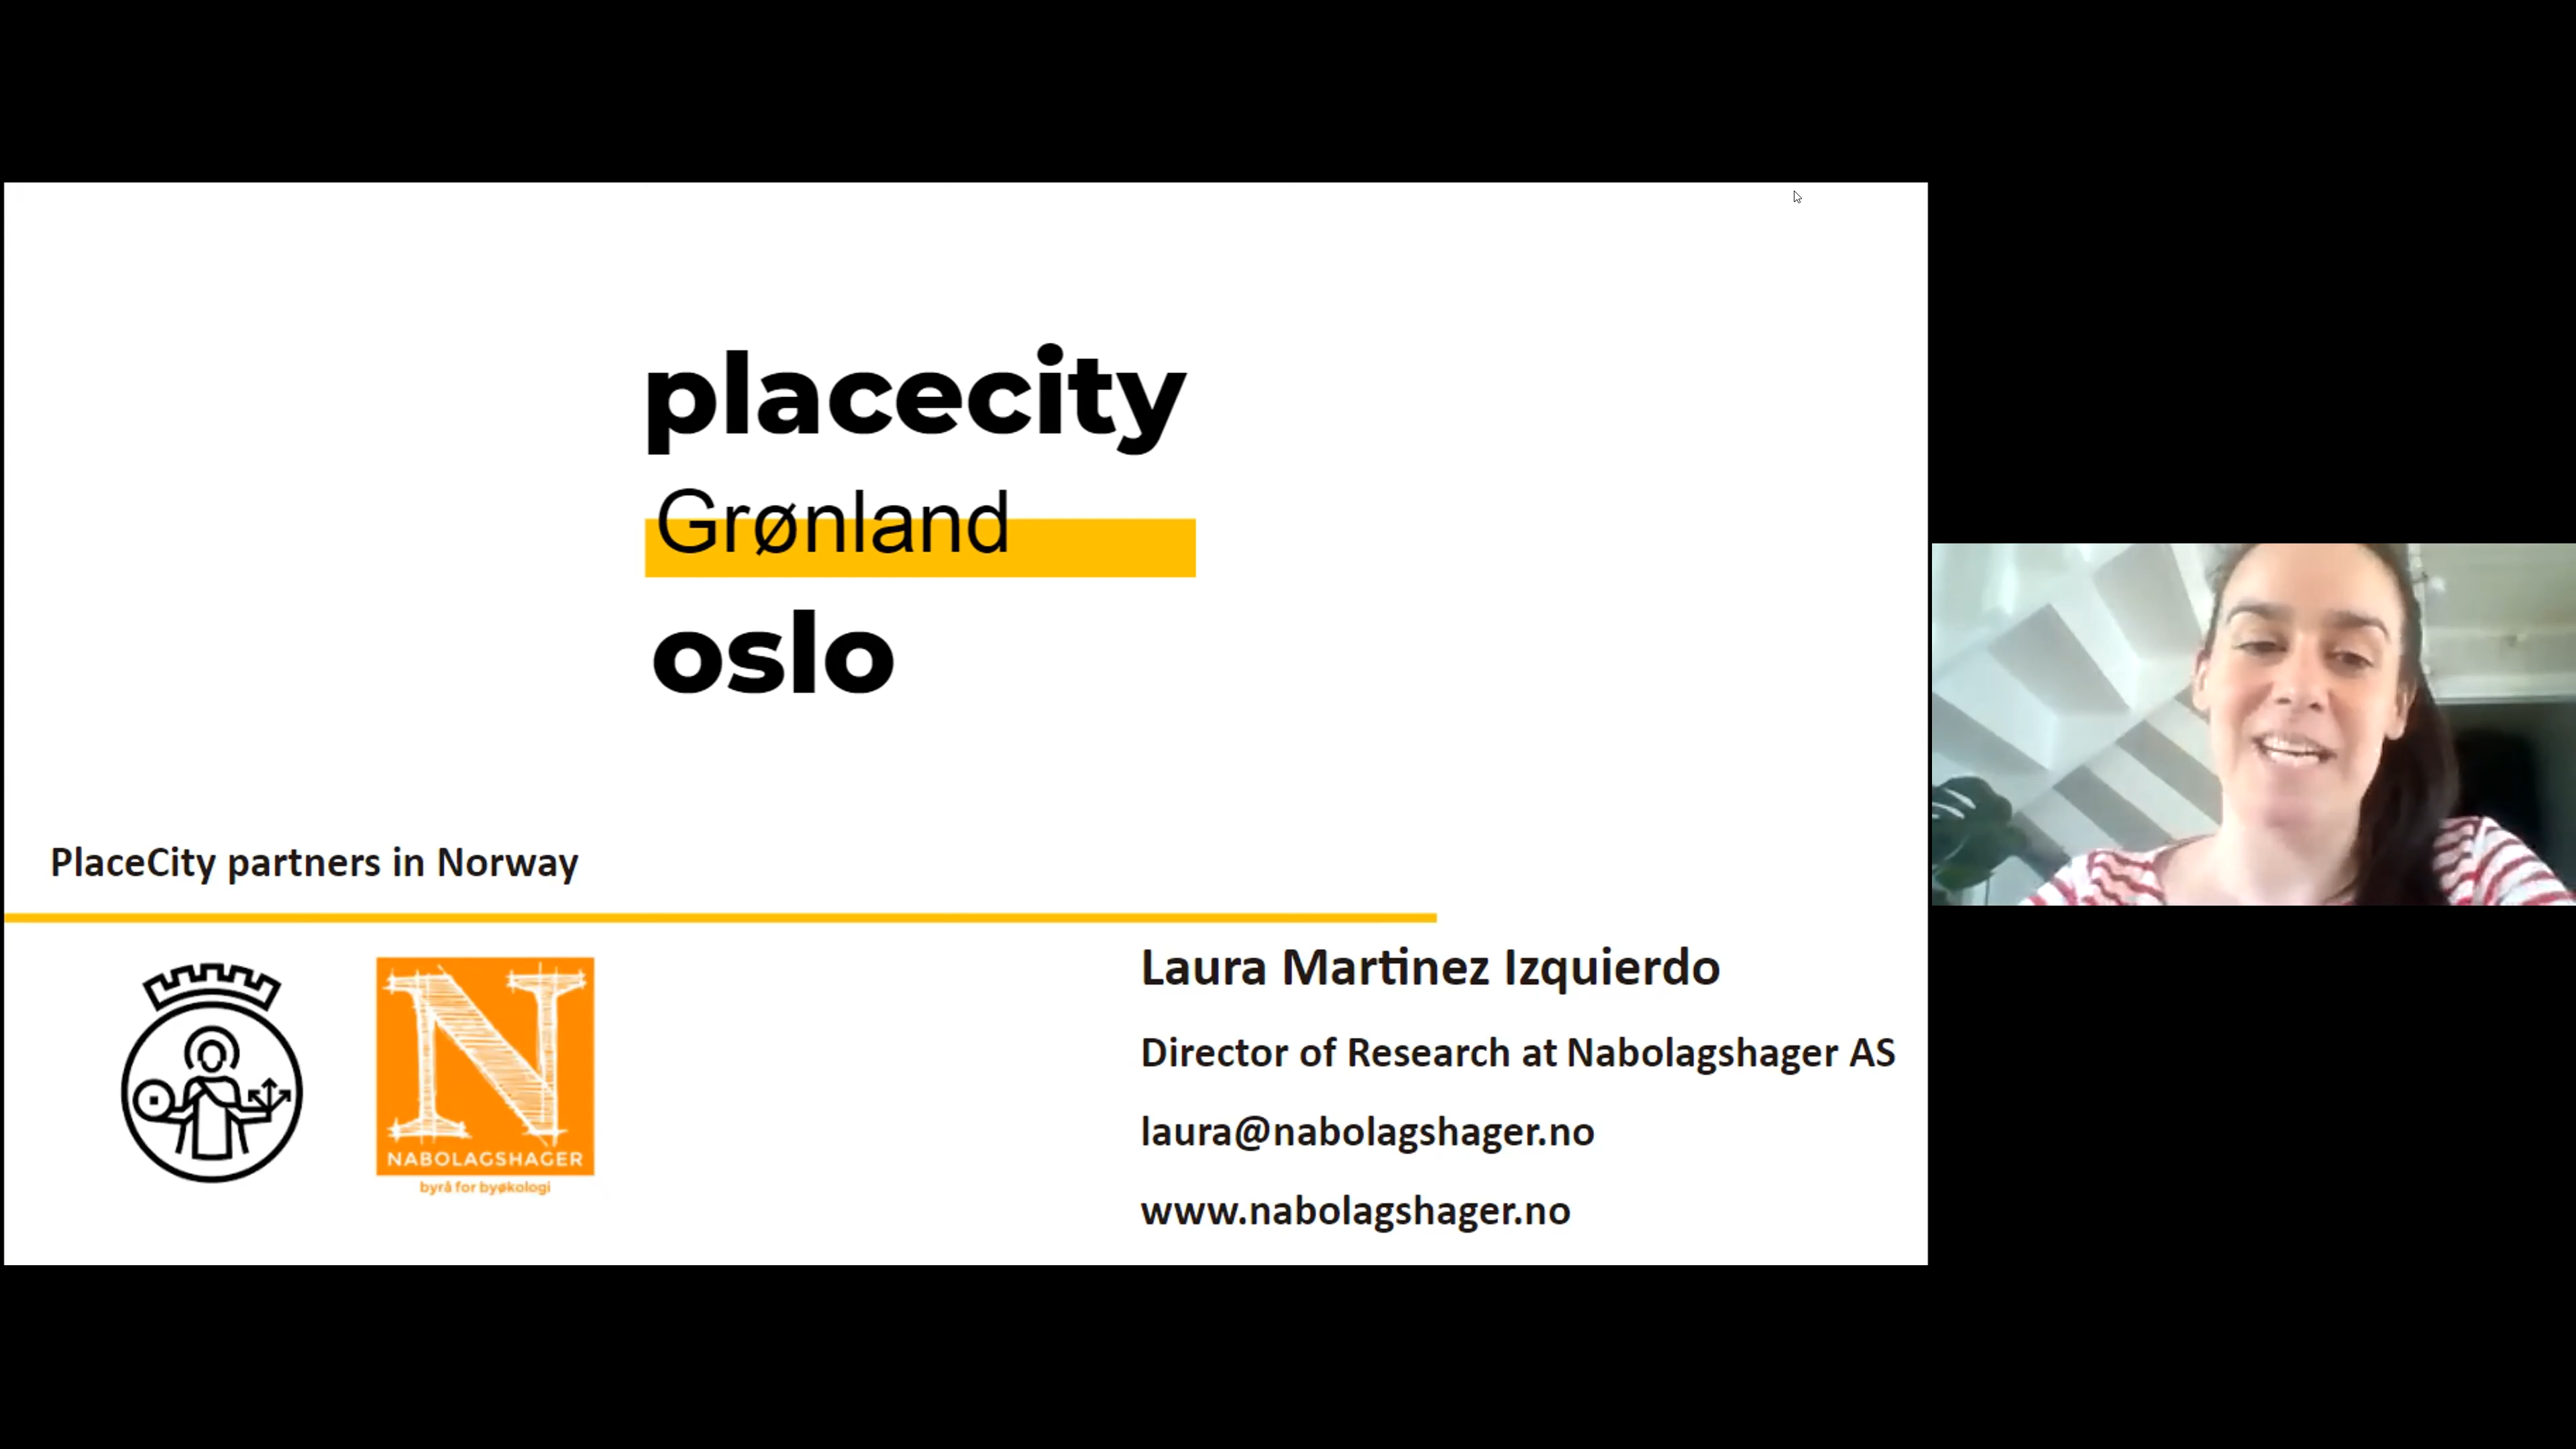 placecity
Grønland
oslo
PlaceCity partners in Norway
NABOLAGSHAGER
byrå for byøkologi
Laura Martinez Izquierdo
Director of Research at Nabolagshager AS
laura@nabolagshager.no
www.nabolagshager.no